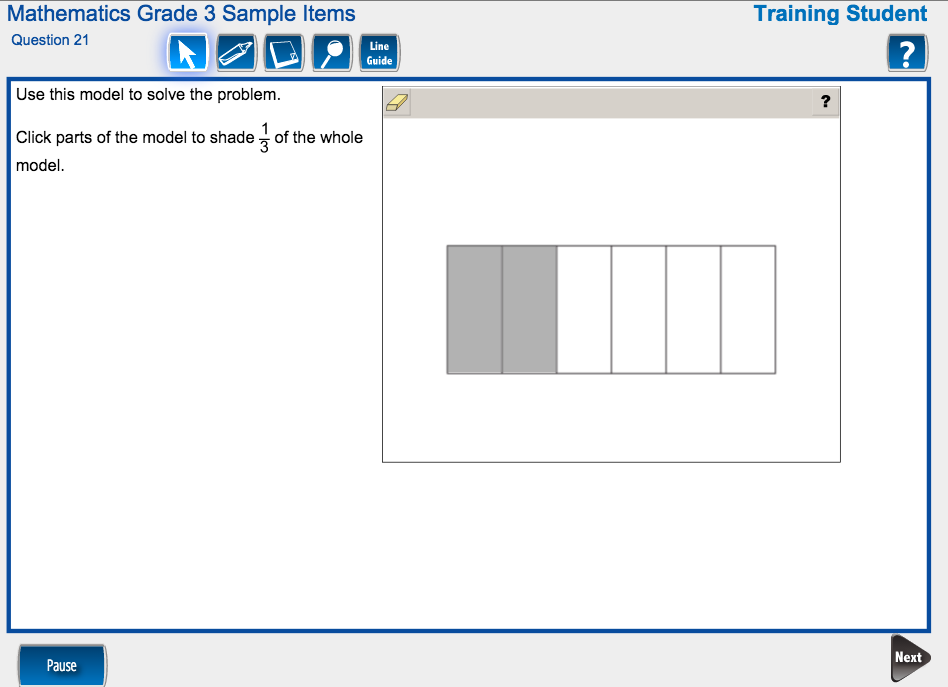 Mathematics Grade 3 Sample Items
Training Student
Question 21
Line
Guide
?
Use this model to solve the problem.
?
Click parts of the model to shade 1/3 of the whole
model.
Pause
Next